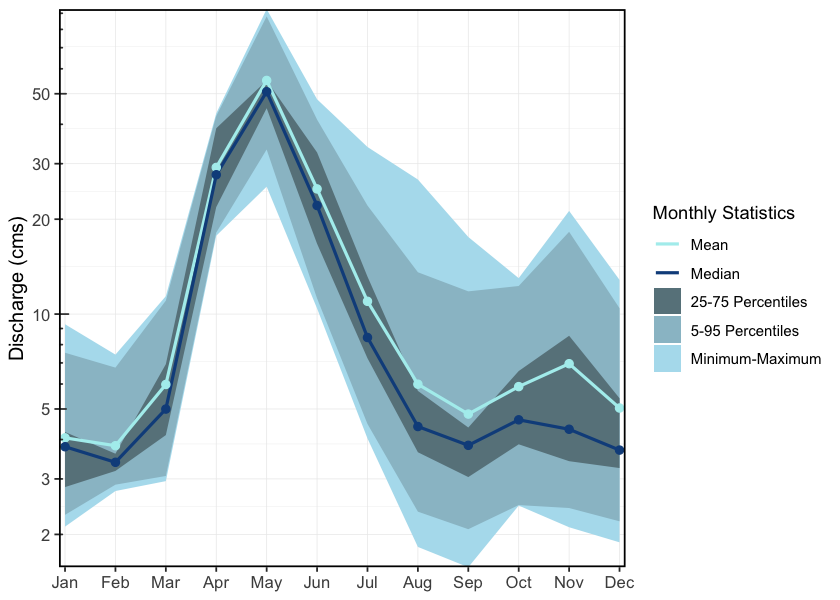 Discharge (cms)
50
30
20
10
5
3
2
Jan Feb Mar Apr May Jun Jul Aug Sep Oct Nov Dec
Monthly Statistics
Mean
Median
25-75 Percentiles
5-95 Percentiles
Minimum-Maximum